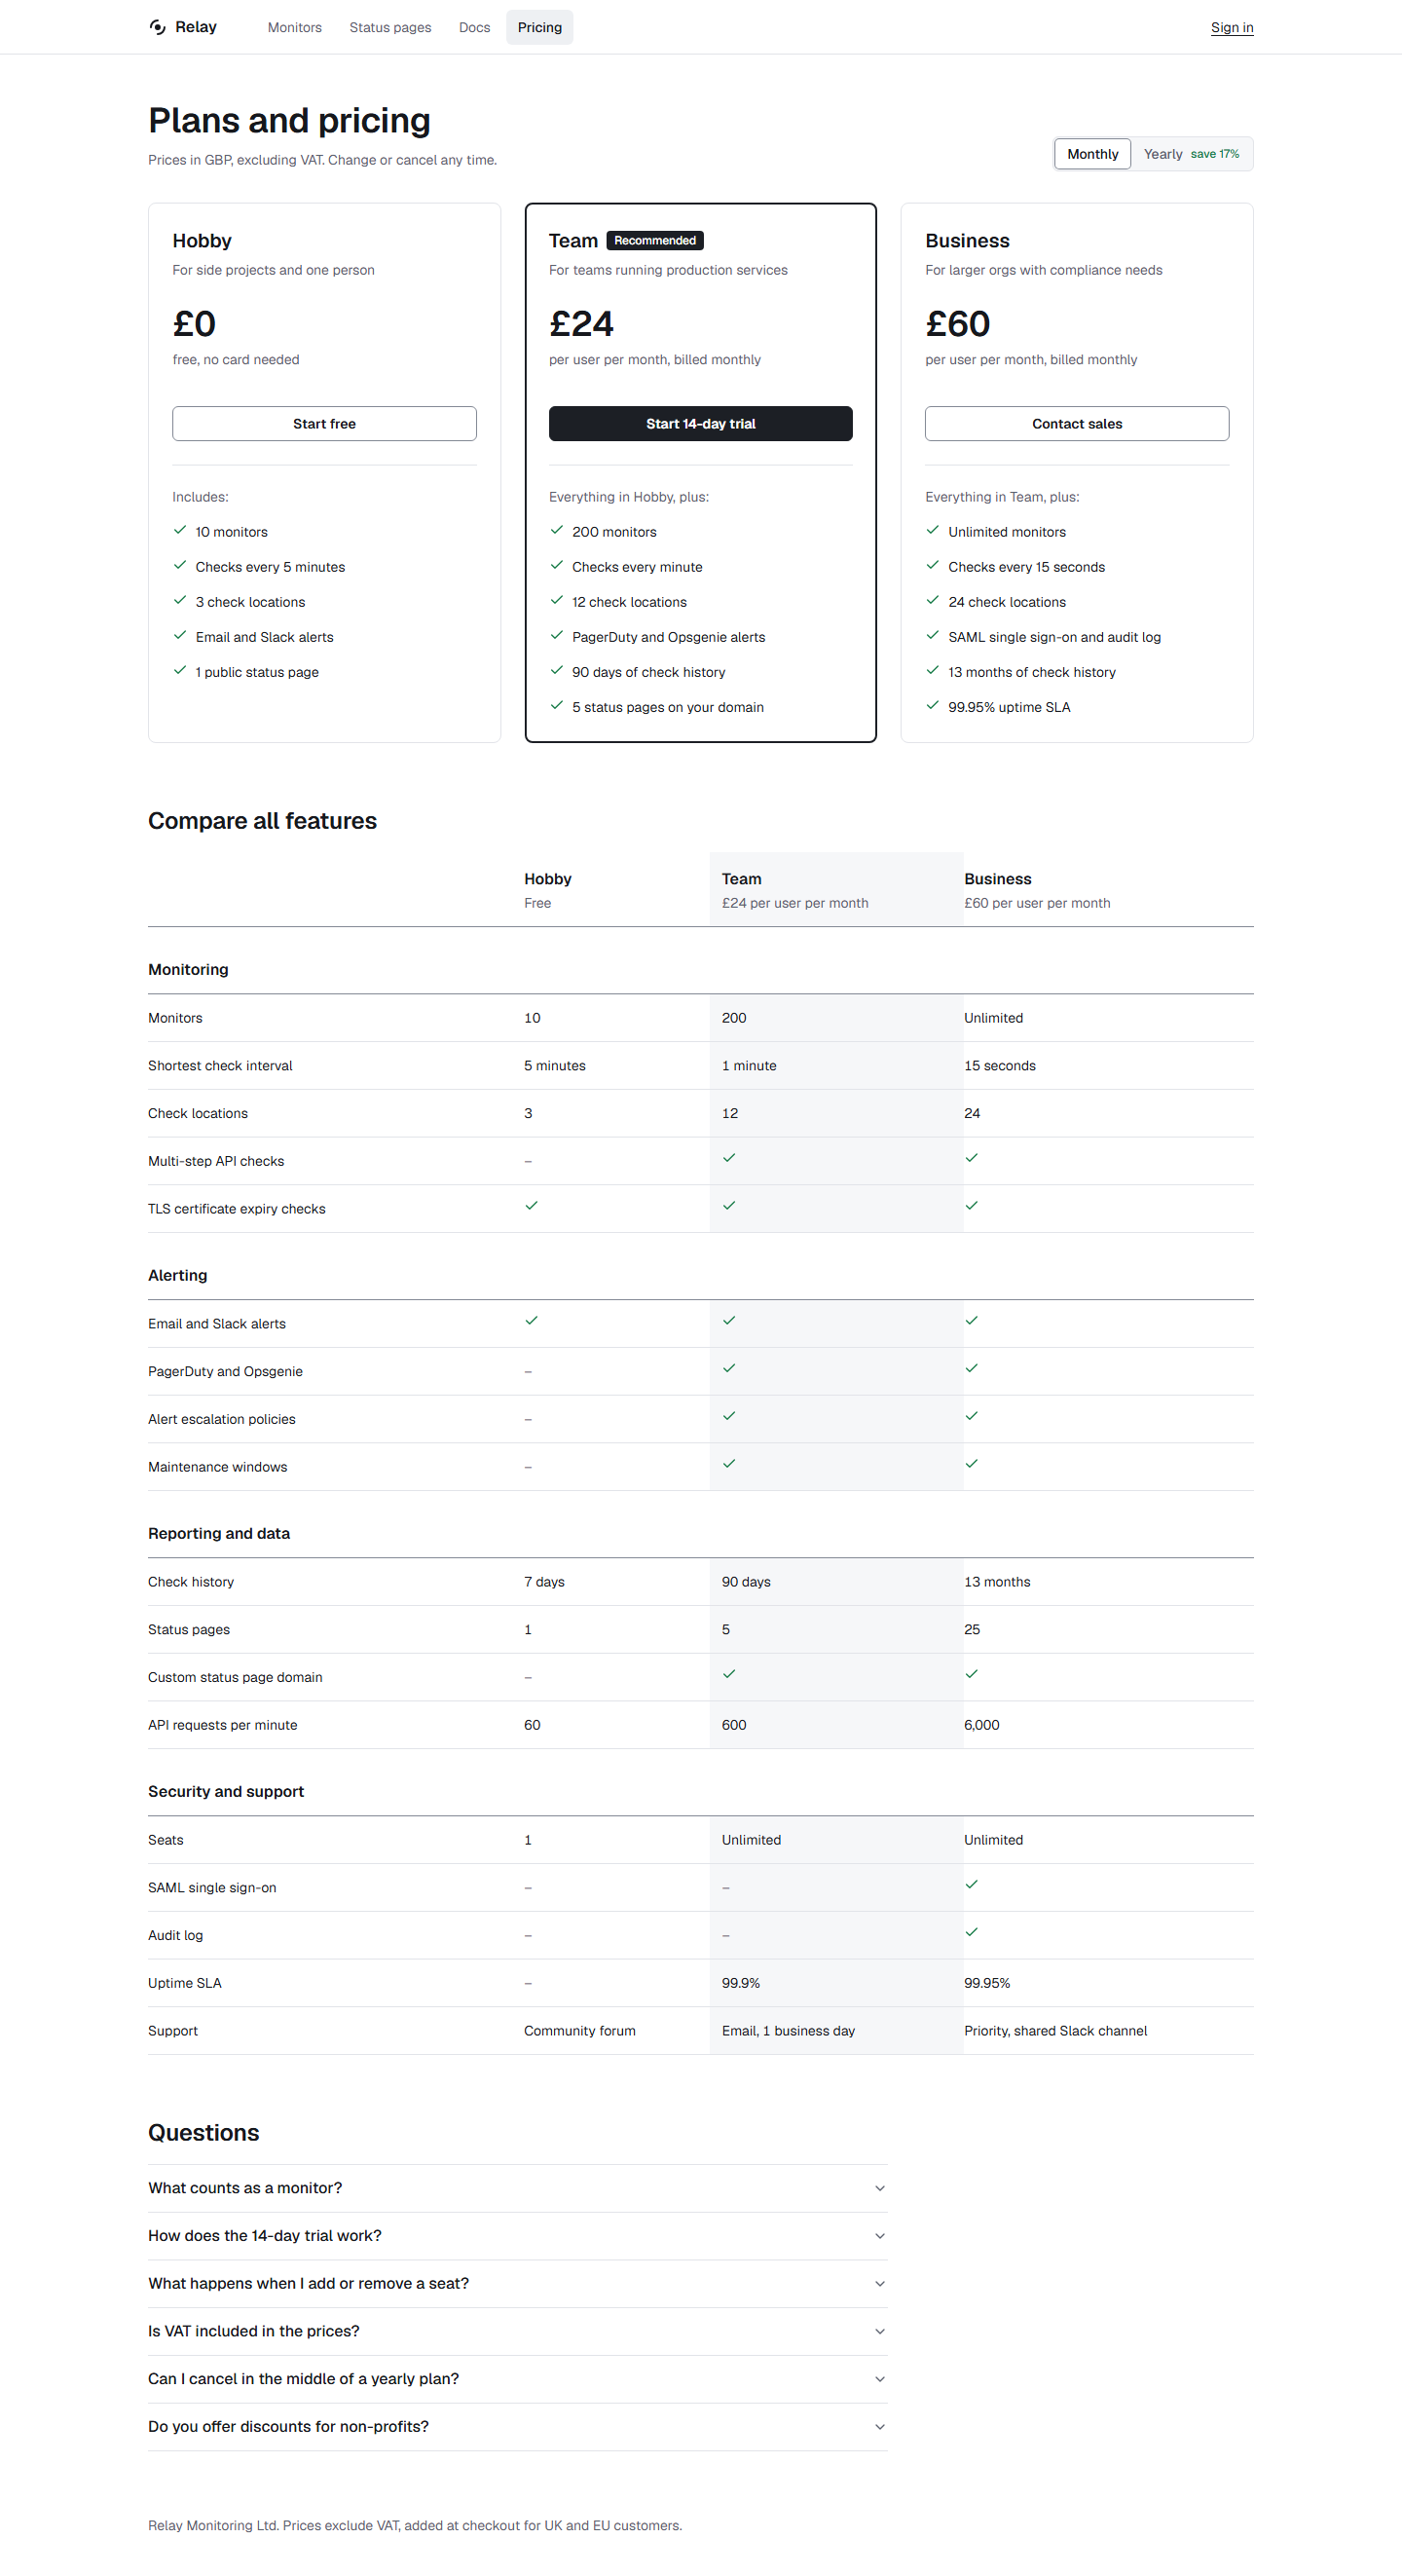 Relay Monitors Status pages Docs Pricing Sign in
Plans and pricing
Prices in GBP, excluding VAT. Change or cancel any time.
Monthly Yearly save 17%
Hobby
For side projects and one person
£0
free, no card needed
Start free
Includes:
10 monitors
Checks every 5 minutes
3 check locations
Email and Slack alerts
1 public status page
Team Recommended
For teams running production services
£24
per user per month, billed monthly
Start 14-day trial
Everything in Hobby, plus:
200 monitors
Checks every minute
12 check locations
PagerDuty and Opsgenie alerts
90 days of check history
5 status pages on your domain
Business
For larger orgs with compliance needs
£60
per user per month, billed monthly
Contact sales
Everything in Team, plus:
Unlimited monitors
Checks every 15 seconds
24 check locations
SAML single sign-on and audit log
13 months of check history
99.95% uptime SLA
Compare all features
Hobby Team Business
Free £24 per user per month £60 per user per month
Monitoring
Monitors 10 200 Unlimited
Shortest check interval 5 minutes 1 minute 15 seconds
Check locations 3 12 24
Multi-step API checks – ✓ ✓
TLS certificate expiry checks ✓ ✓ ✓
Alerting
Email and Slack alerts ✓ ✓ ✓
PagerDuty and Opsgenie – ✓ ✓
Alert escalation policies – ✓ ✓
Maintenance windows – ✓ ✓
Reporting and data
Check history 7 days 90 days 13 months
Status pages 1 5 25
Custom status page domain – ✓ ✓
API requests per minute 60 600 6,000
Security and support
Seats 1 Unlimited Unlimited
SAML single sign-on – – ✓
Audit log – – ✓
Uptime SLA – 99.9% 99.95%
Support Community forum Email, 1 business day Priority, shared Slack channel
Questions
What counts as a monitor?
How does the 14-day trial work?
What happens when I add or remove a seat?
Is VAT included in the prices?
Can I cancel in the middle of a yearly plan?
Do you offer discounts for non-profits?
Relay Monitoring Ltd. Prices exclude VAT, added at checkout for UK and EU customers.